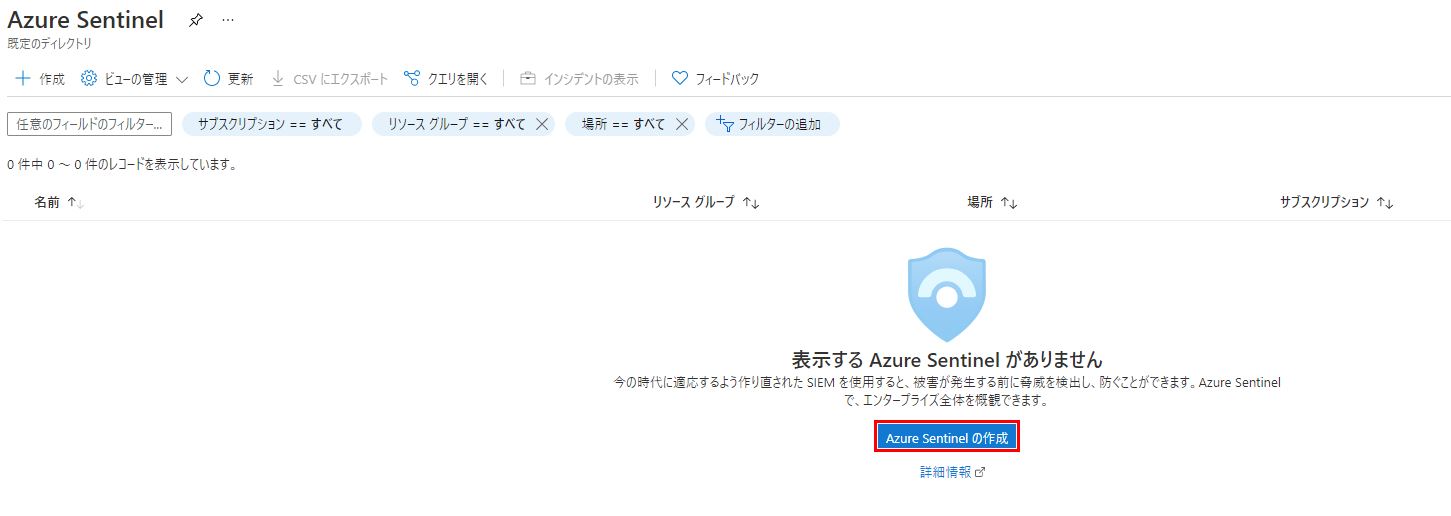 Azure Sentinel
既定のディレクトリ
作成 ビューの管理 更新 CSV にエクスポート クエリを開く インシデントの表示 フィードバック
任意のフィールドのフィルター... サブスクリプション == すべて リソース グループ == すべて 場所 == すべて フィルターの追加
0 件中 0 ~ 0 件のレコードを表示しています。
名前 リソース グループ 場所 サブスクリプション
表示する Azure Sentinel がありません
今の時代に適応するよう作り直された SIEM を使用すると、被害が発生する前に脅威を検出し、防ぐことができます。Azure Sentinel
で、エンタープライズ全体を概観できます。
Azure Sentinel の作成
詳細情報